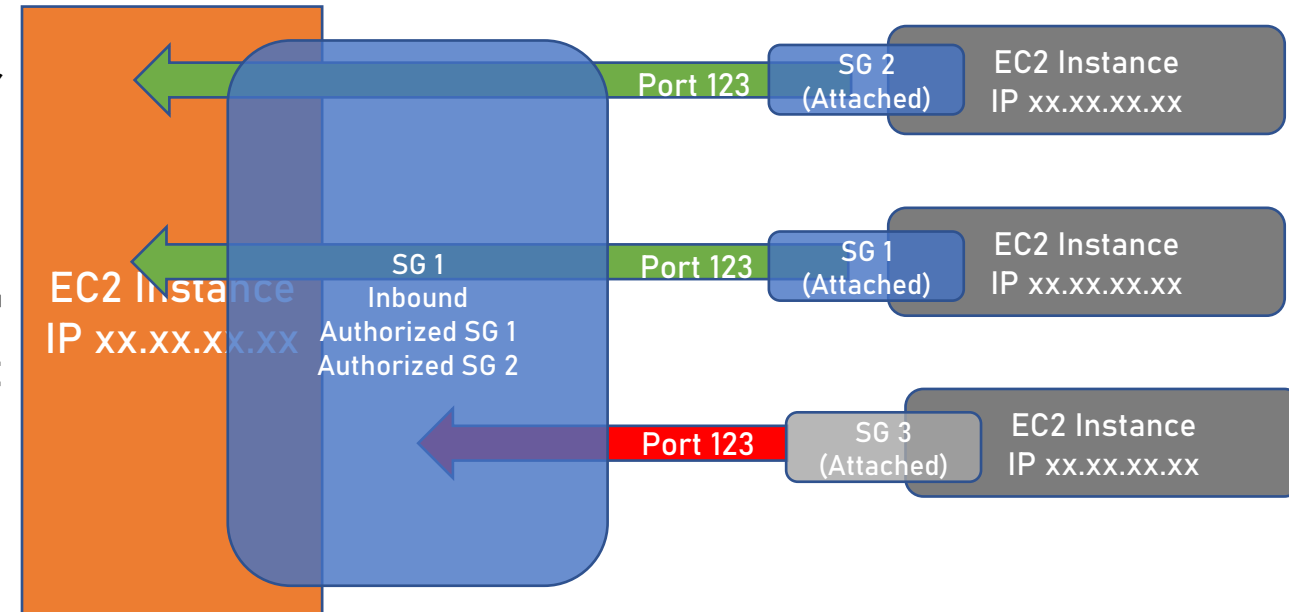 EC2 Instance
IP xx.xx.xx.xx
SG 1
Inbound
Authorized SG 1
Authorized SG 2
Port 123
SG 2
(Attached)
EC2 Instance
IP xx.xx.xx.xx
Port 123
SG 1
(Attached)
EC2 Instance
IP xx.xx.xx.xx
Port 123
SG 3
(Attached)
EC2 Instance
IP xx.xx.xx.xx